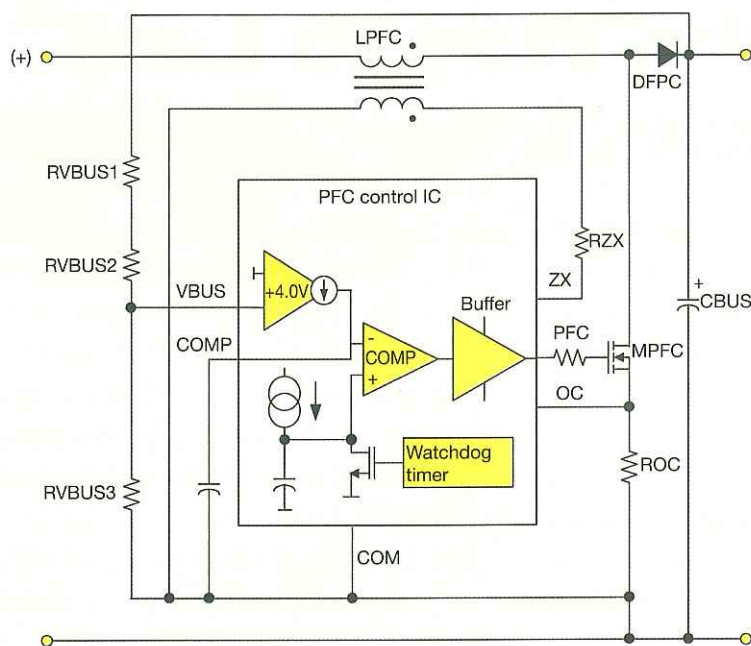 LPFC
(+)
DFPC
RVBUS1
PFC control IC
RZX
RVBUS2
ZX
+4.0V
VBUS
Buffer
+
CBUS
PFC
COMP
-
COMP
MPFC
+
OC
Watchdog
timer
ROC
RVBUS3
COM